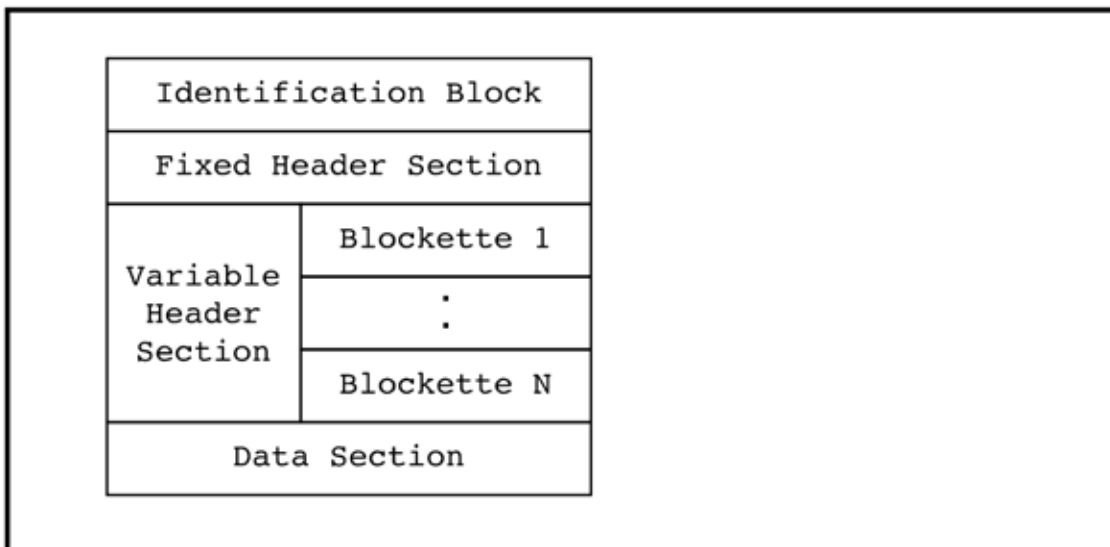 Identification Block
Fixed Header Section
Variable
Header
Section
Blockette 1
:
Blockette N
Data Section